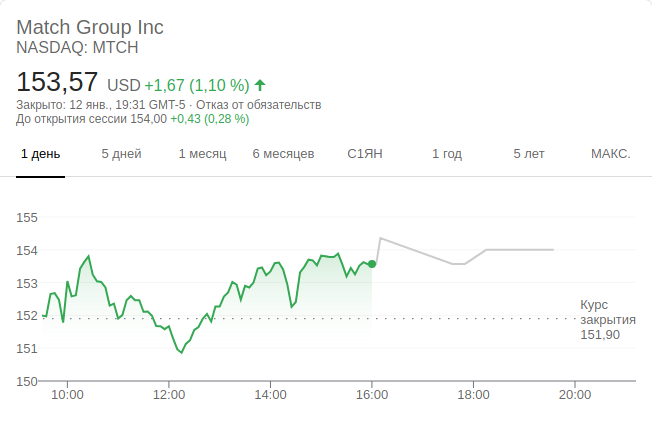 Match Group Inc
NASDAQ: MTCH
153,57 USD +1,67 (1,10 %)
Закрыто: 12 янв., 19:31 GMT-5 · Отказ от обязательств
До открытия сессии 154,00 +0,43 (0,28 %)
1 день 5 дней 1 месяц 6 месяцев С1ЯН 1 год 5 лет МАКС.
155
154
153
152
151
150
Курс
закрытия
151,90
10:00 12:00 14:00 16:00 18:00 20:00